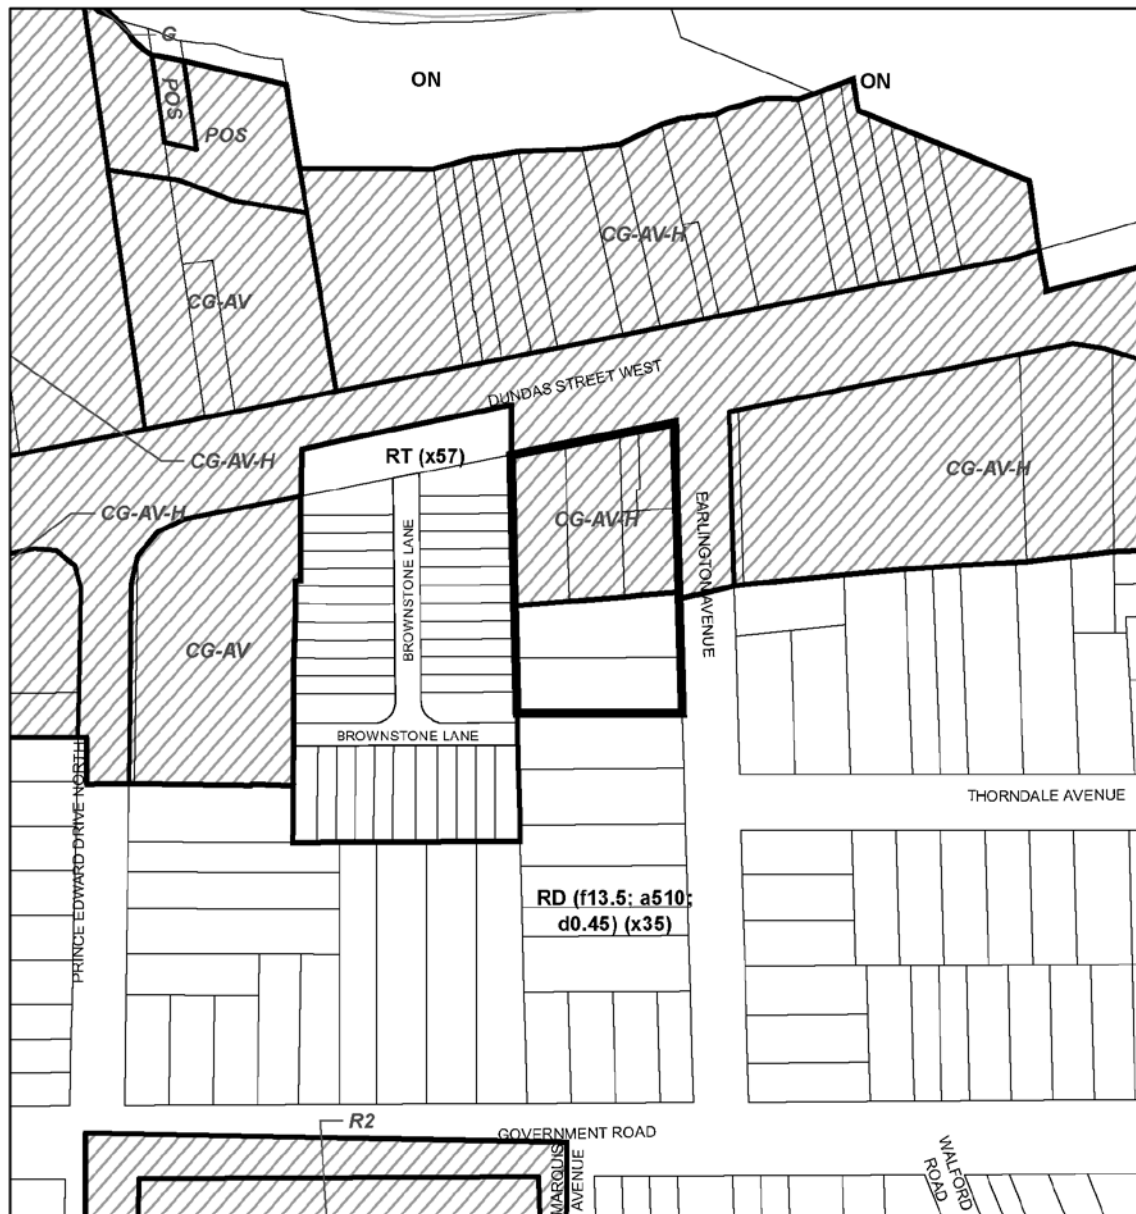 G
ON
ON
POS
POS
CG-AV-H
CG-AV
DUNDAS STREET WEST
RT (x57)
CG-AV-H
CG-AV-H
CG-AV-H
CG-AV-H
EARLINGTON AVENUE
BROWNSTONE LANE
CG-AV
BROWNSTONE LANE
PRINCE EDWARD DRIVE NORTH
THORNDALE AVENUE
RD (f13.5; a510;
d0.45) (x35)
R2
GOVERNMENT ROAD
MARQUIS
AVENUE
WALFORD
ROAD